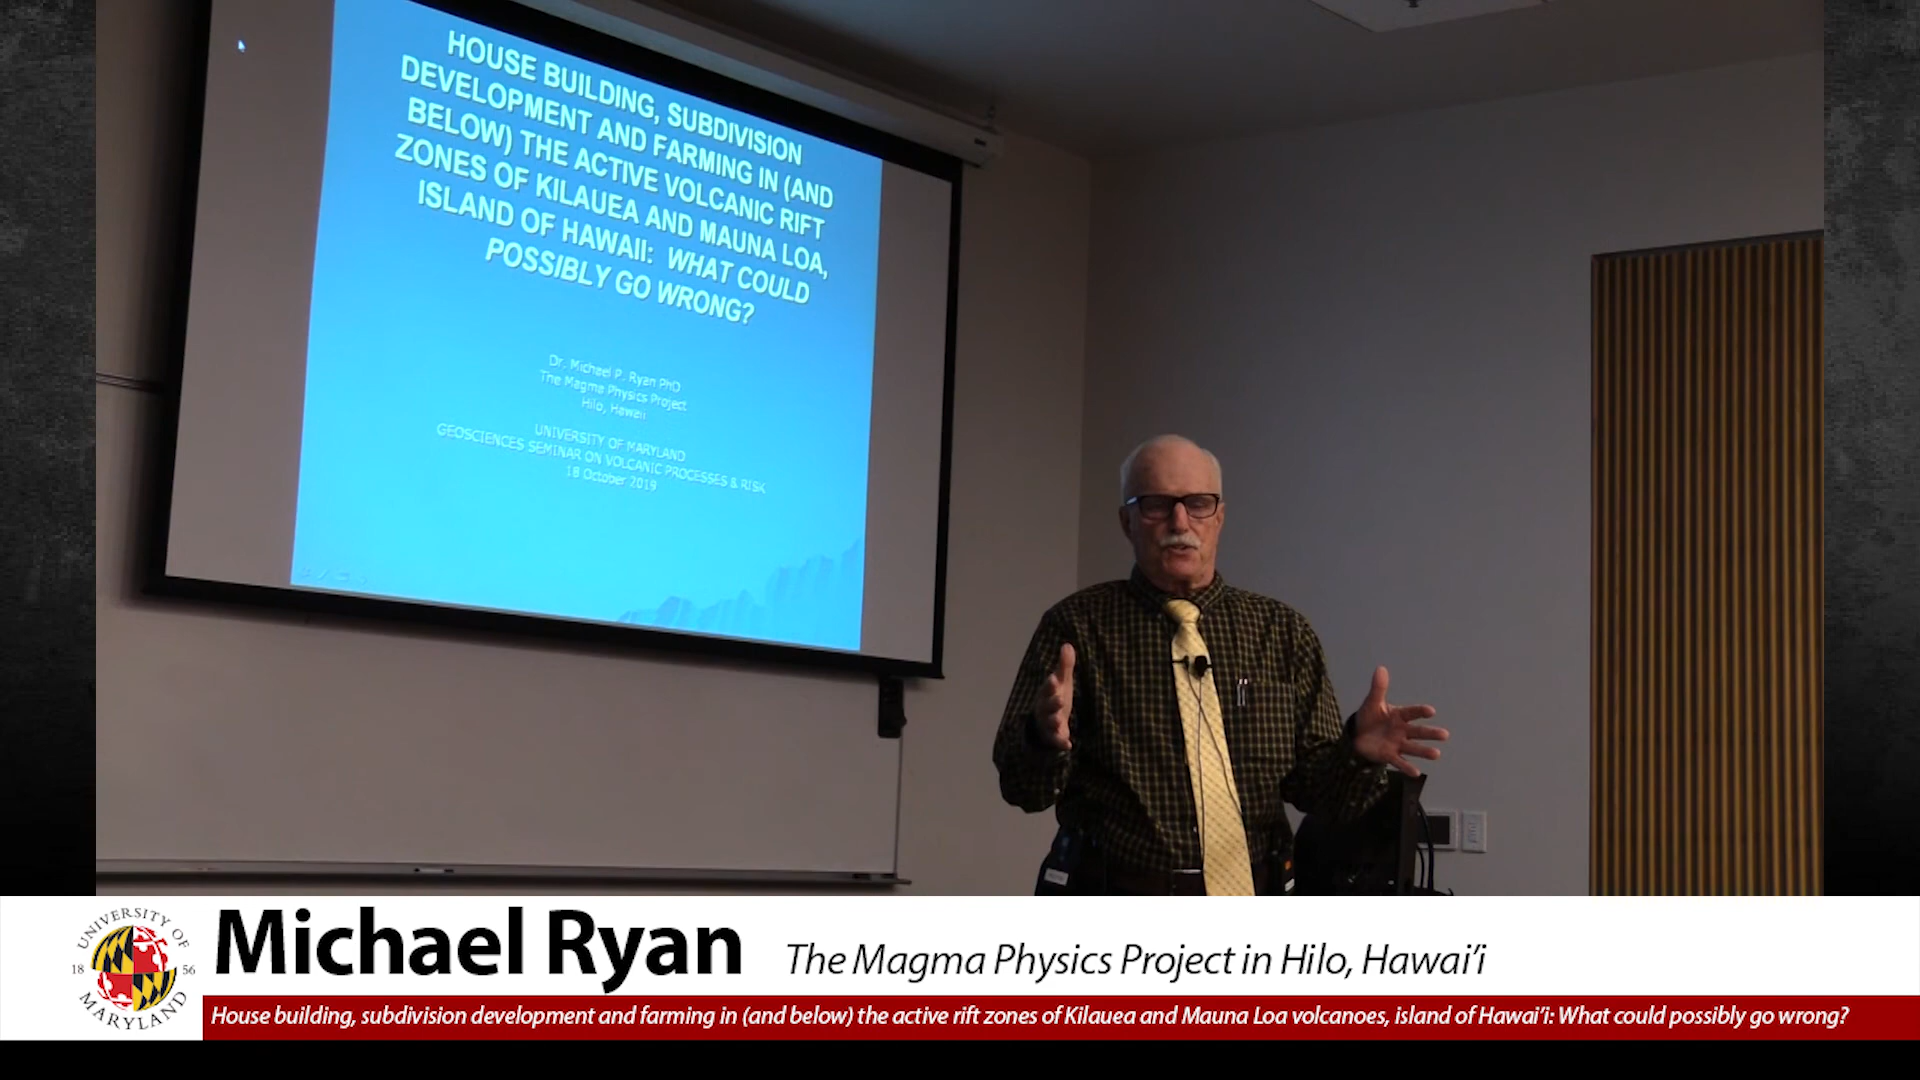 HOUSE BUILDING, SUBDIVISION
DEVELOPMENT AND FARMING IN (AND
BELOW) THE ACTIVE VOLCANIC RIFT
ZONES OF KILAUEA AND MAUNA LOA,
ISLAND OF HAWAII: WHAT COULD
POSSIBLY GO WRONG?
Dr. Michael P. Ryan PhD
The Magma Physics Project
Hilo, Hawaii
UNIVERSITY OF MARYLAND
GEOSCIENCES SEMINAR ON VOLCANIC PROCESSES & RISK
18 October 2019
UNIVERSITY OF
18 56
MARYLAND
Michael Ryan
The Magma Physics Project in Hilo, Hawai‘i
House building, subdivision development and farming in (and below) the active rift zones of Kilauea and Mauna Loa volcanoes, island of Hawai‘i: What could possibly go wrong?